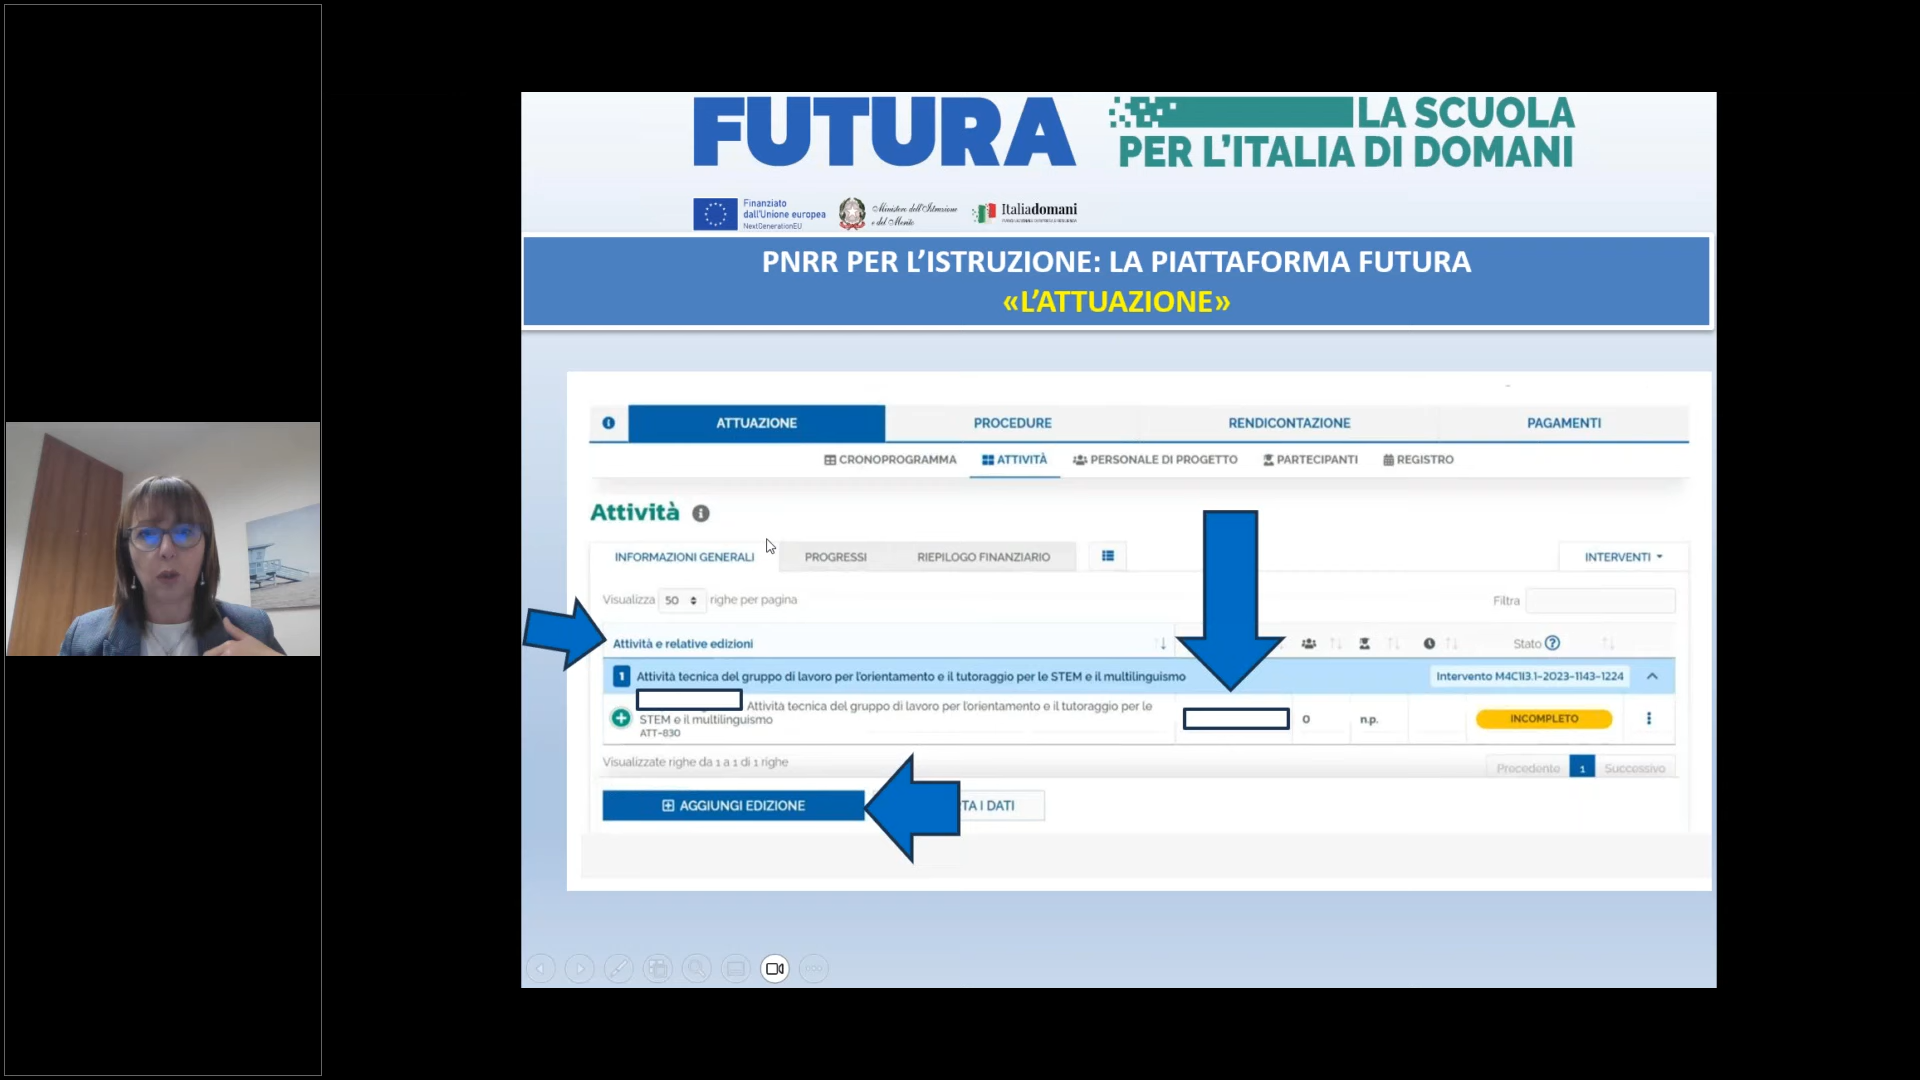 FUTURA
LA SCUOLA
PER L'ITALIA DI DOMANI
Finanziato
dall'Unione europea
NextGenerationEU
Ministero dell'Istruzione
e del Merito
Italiadomani
PNRR PER L'ISTRUZIONE: LA PIATTAFORMA FUTURA
«L'ATTUAZIONE»
ATTUAZIONE PROCEDURE RENDICONTAZIONE PAGAMENTI
CRONOPROGRAMMA ATTIVITÀ PERSONALE DI PROGETTO PARTECIPANTI REGISTRO
Attività
INFORMAZIONI GENERALI PROGRESSI RIEPILOGO FINANZIARIO INTERVENTI
Visualizza 50 righe per pagina Filtra
Attività e relative edizioni Stato
1 Attività tecnica del gruppo di lavoro per l'orientamento e il tutoraggio per le STEM e il multilinguismo Intervento M4C1I3.1-2023-1143-1224
Attività tecnica del gruppo di lavoro per l'orientamento e il tutoraggio per le
STEM e il multilinguismo 0 n.p. INCOMPLETO
ATT-830
Visualizzate righe da 1 a 1 di 1 righe Precedente 1 Successivo
AGGIUNGI EDIZIONE TA I DATI